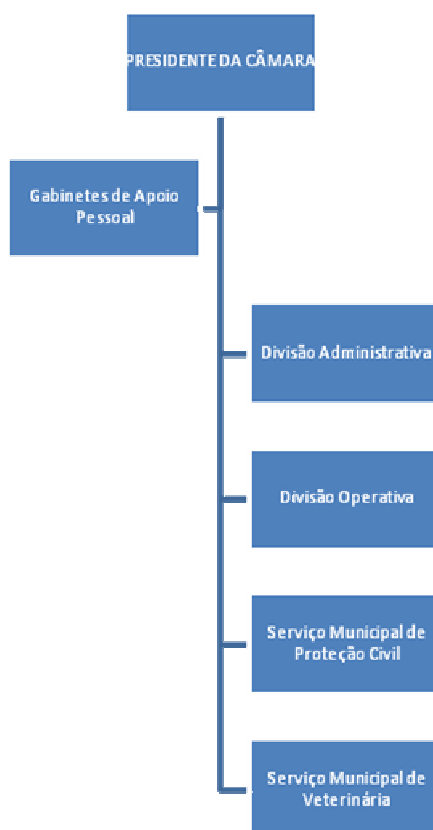 PRESIDENTE DA CÂMARA
Gabinetes de Apoio
Pessoal
Divisão Administrativa
Divisão Operativa
Serviço Municipal de
Proteção Civil
Serviço Municipal de
Veterinária